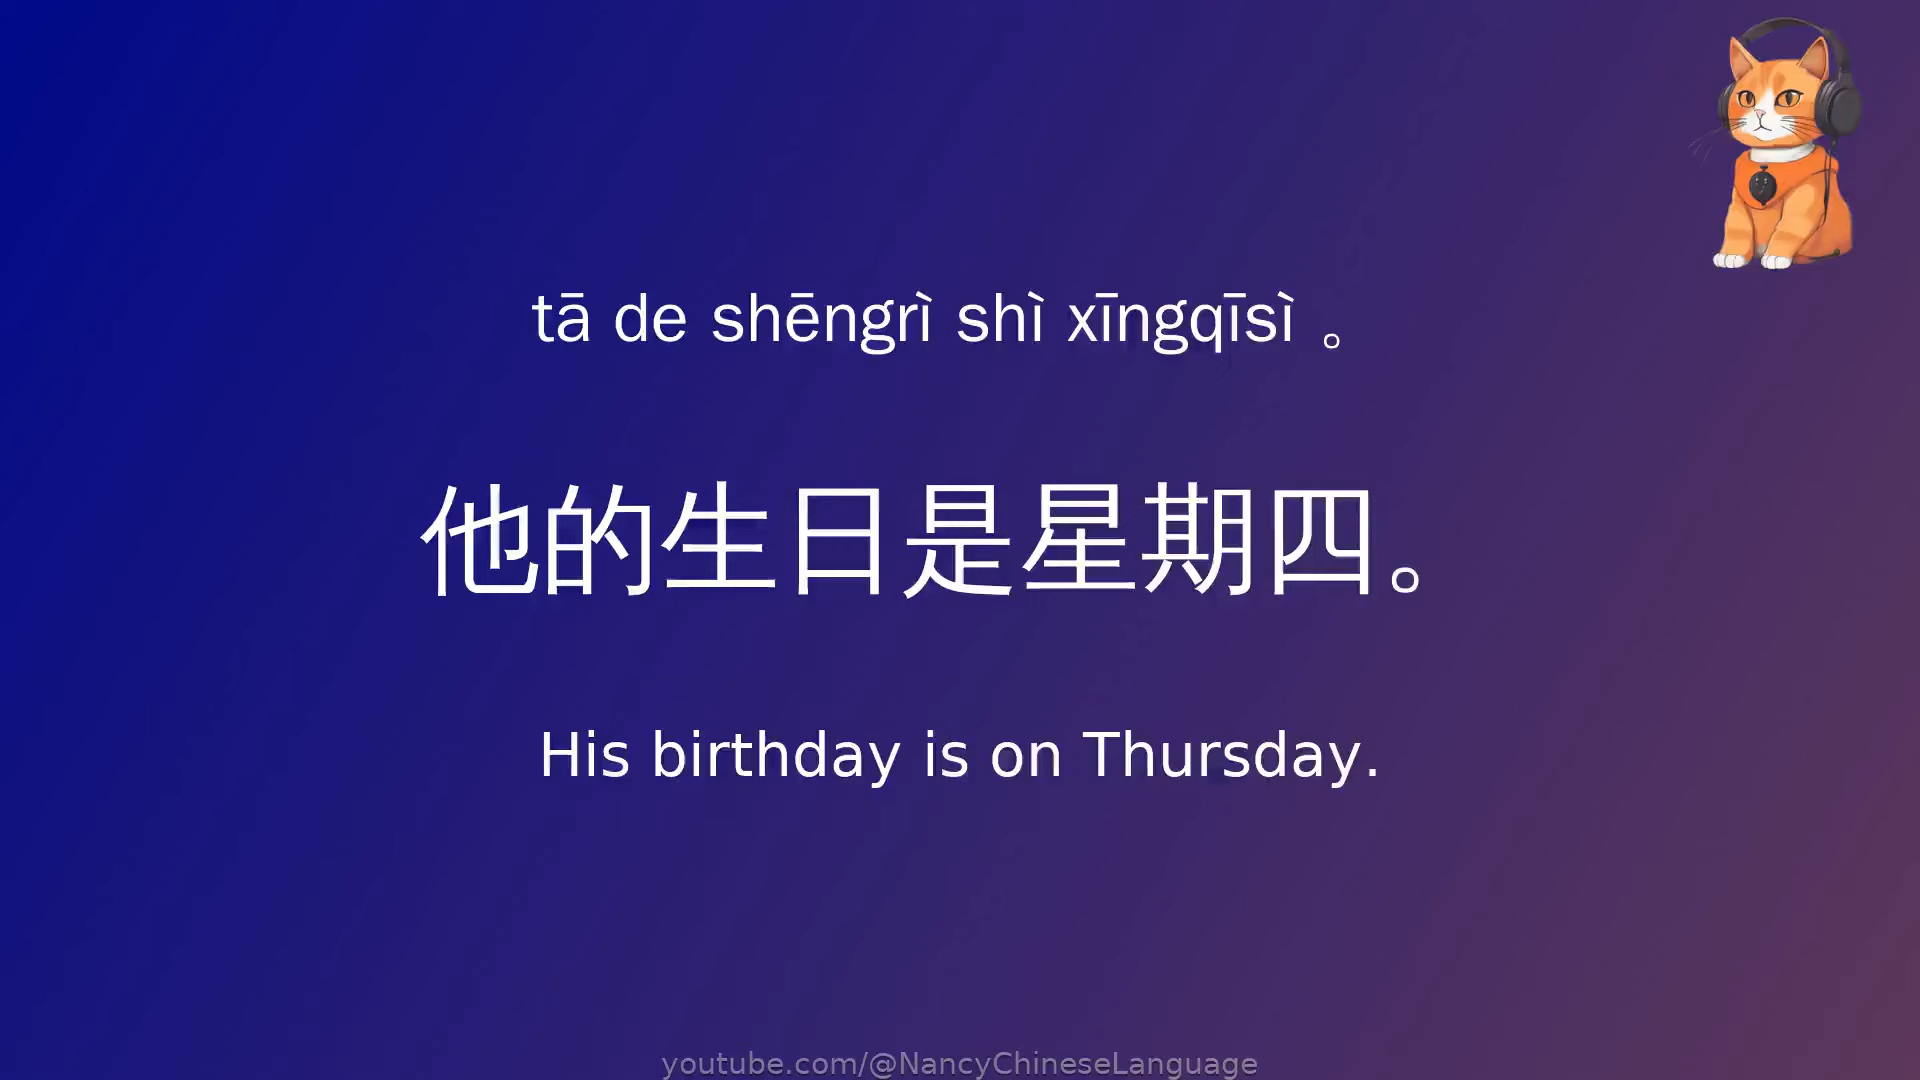 tā de shēngrì shì xīngqīsì 。
他的生日是星期四。
His birthday is on Thursday.
youtube.com/@NancyChineseLanguage